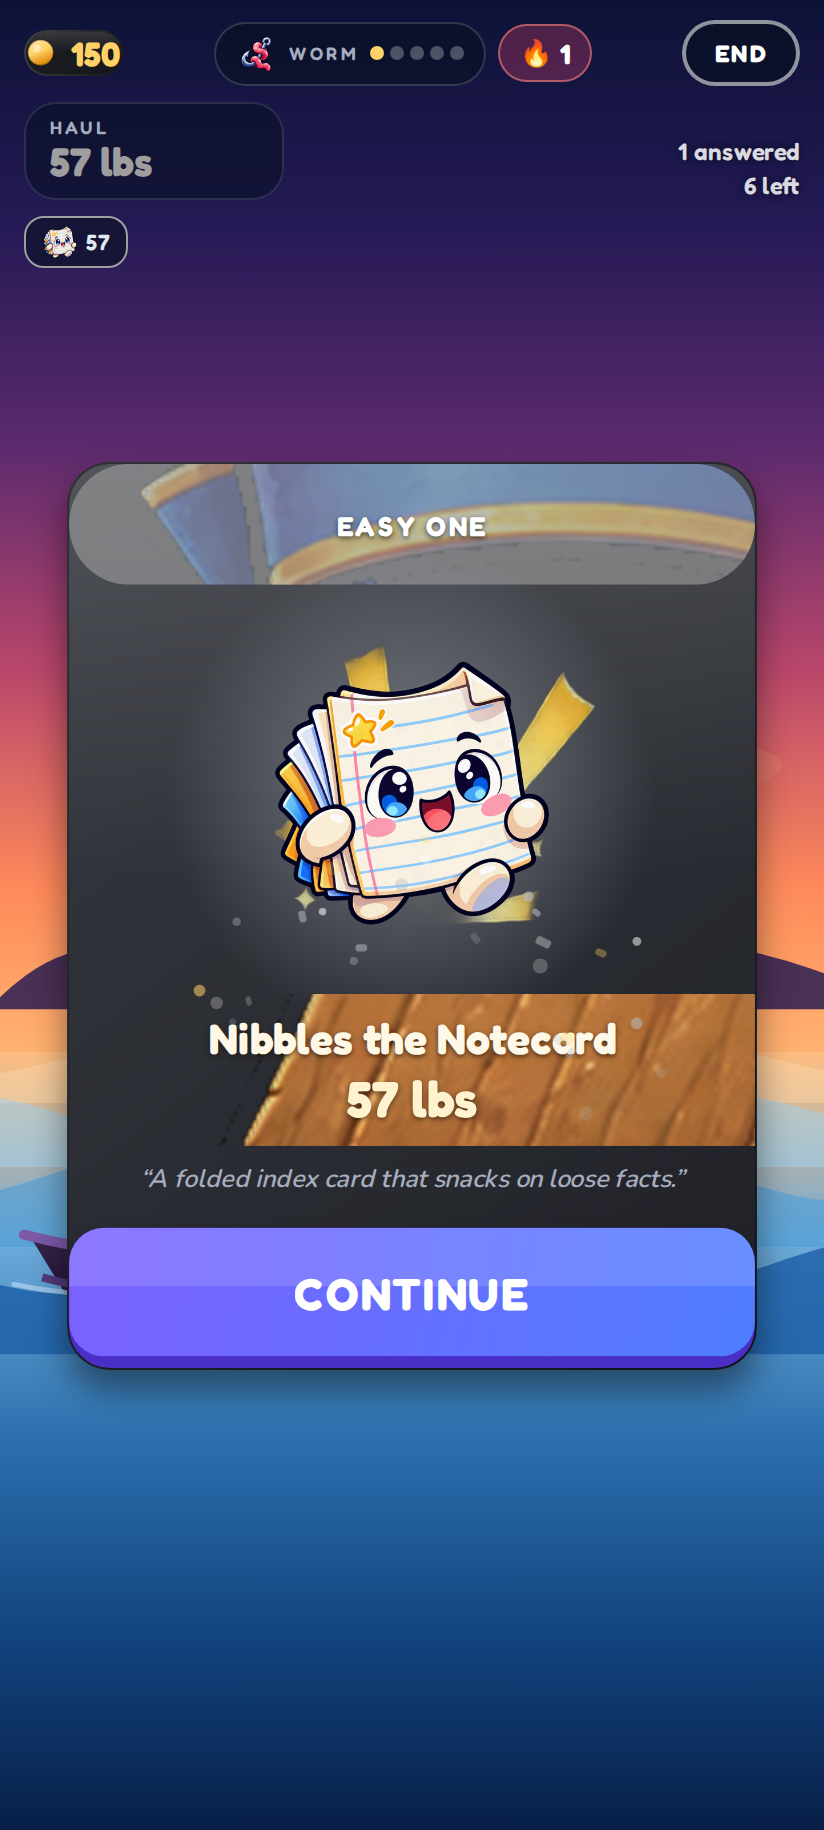 150
WORM
1
END
HAUL
57 lbs
1 answered
6 left
57
EASY ONE
Nibbles the Notecard
57 lbs
“A folded index card that snacks on loose facts.”
CONTINUE